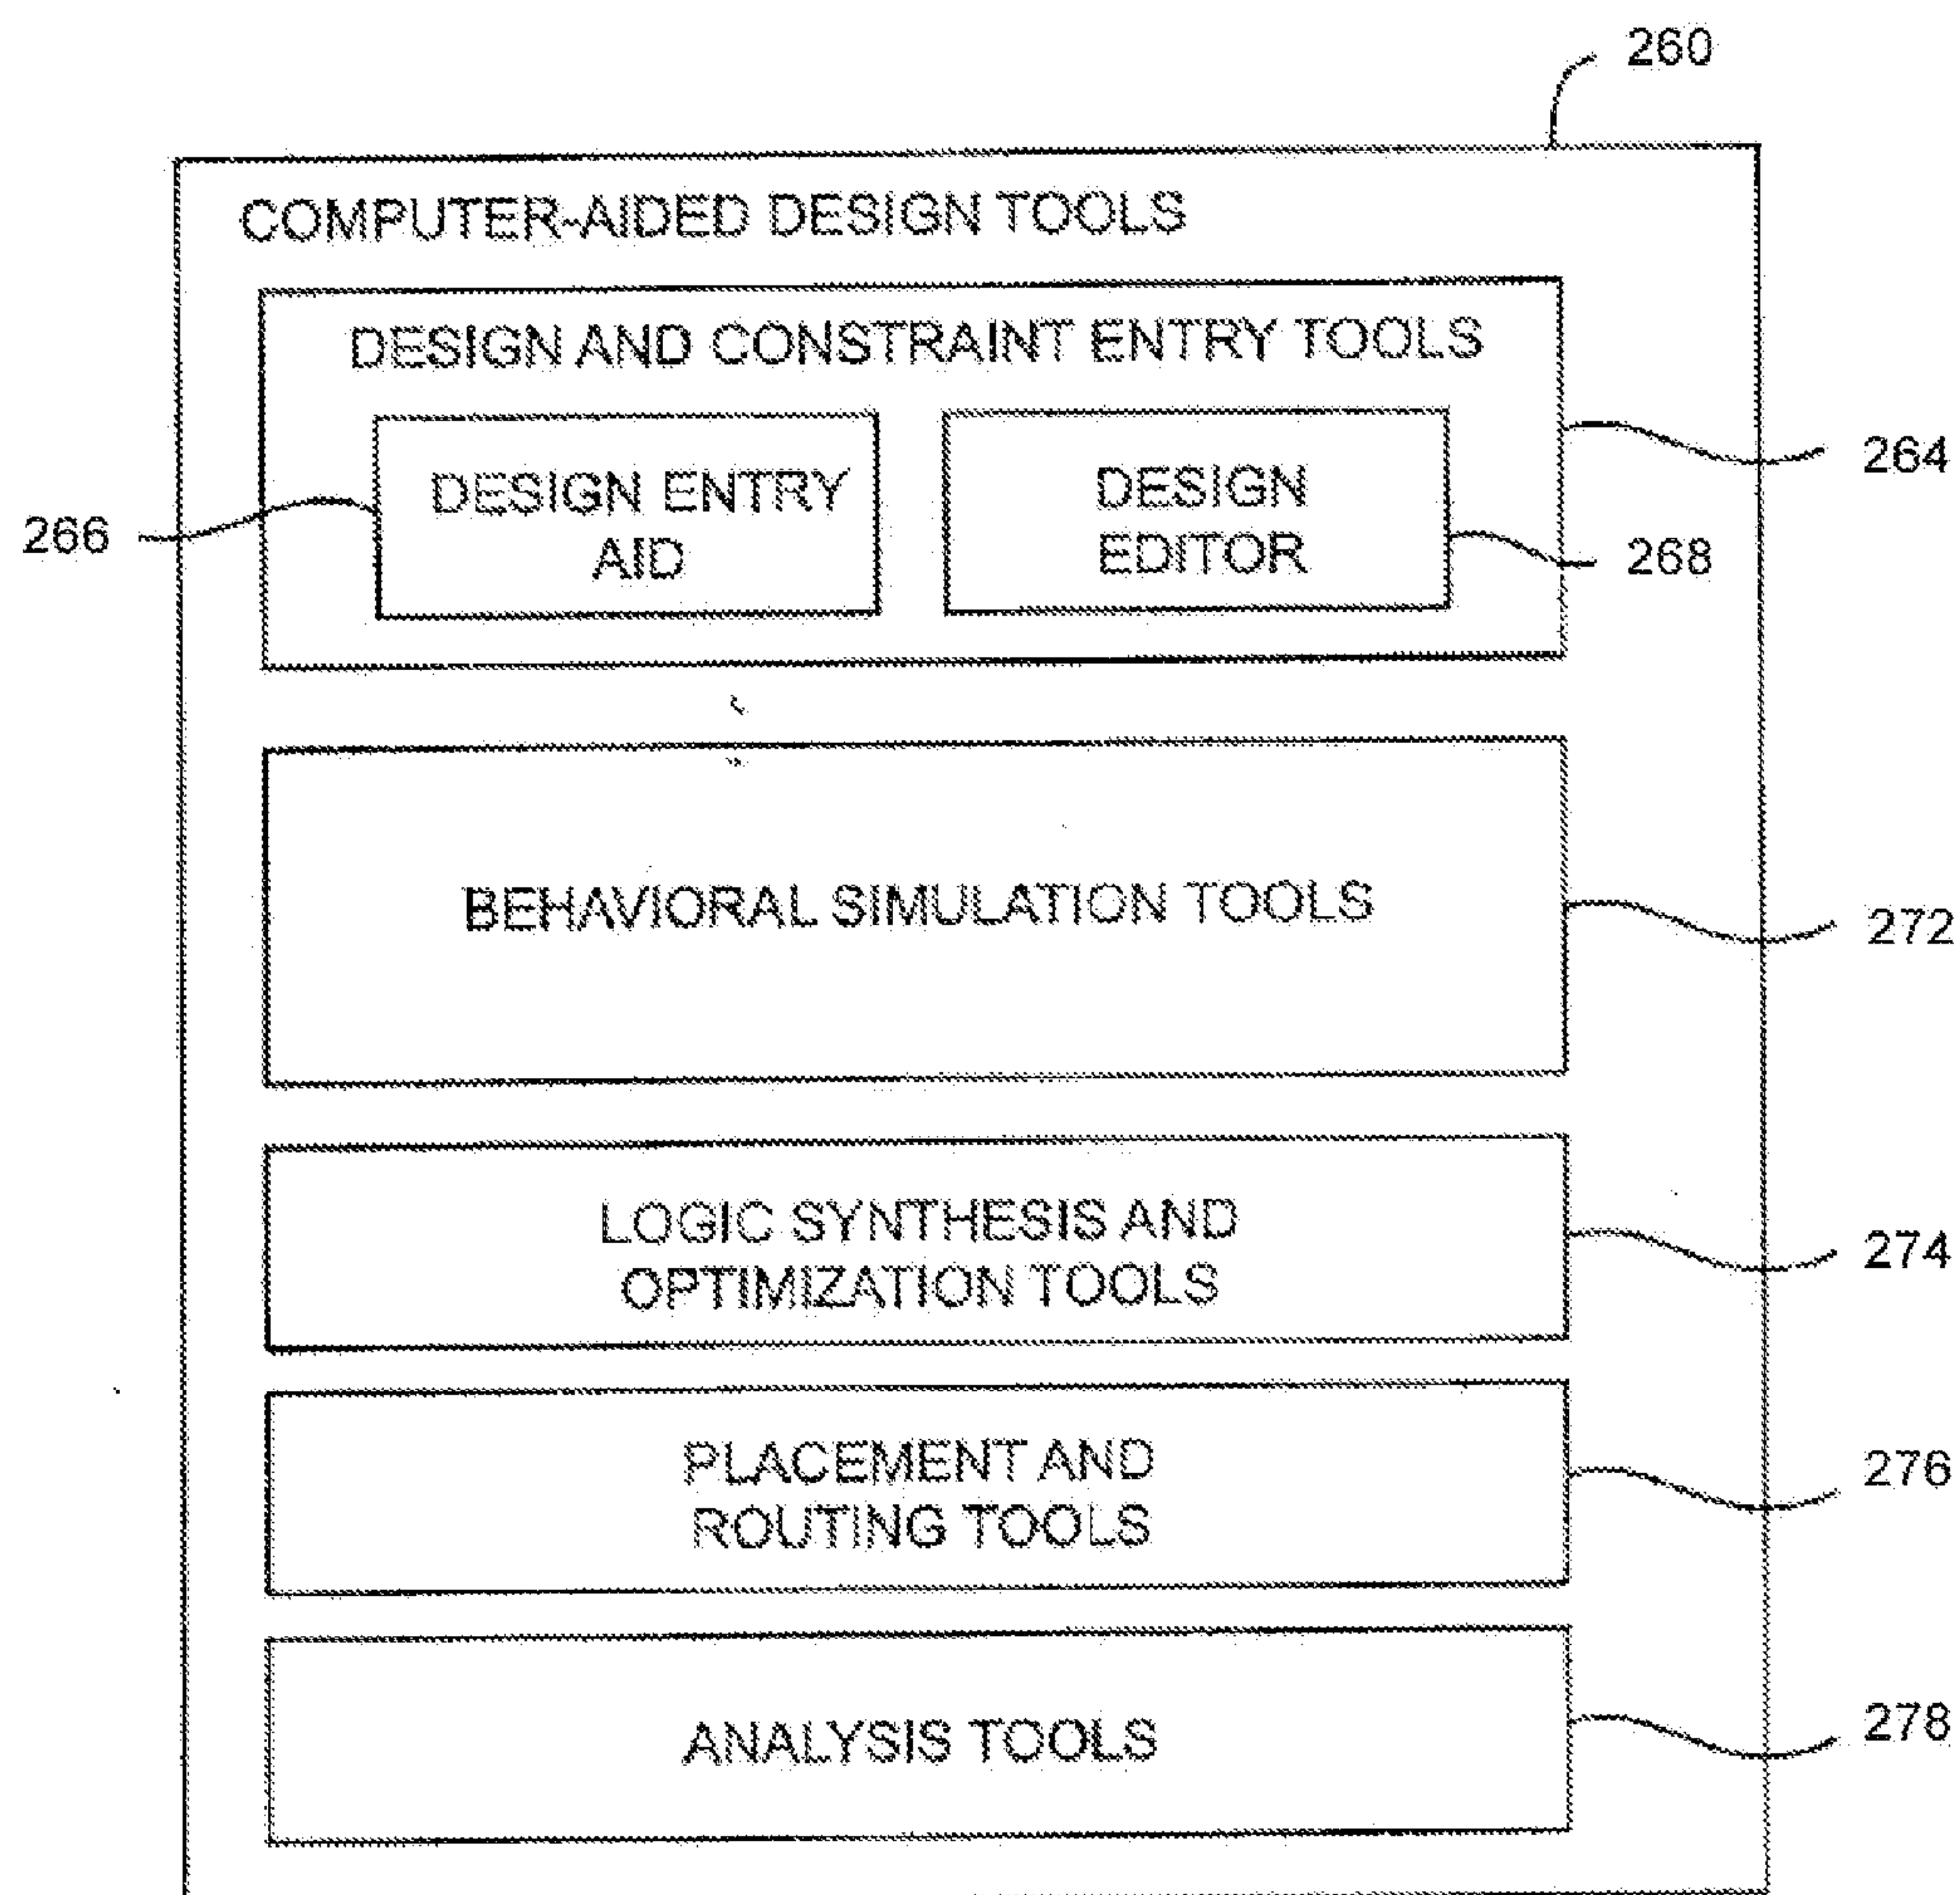 260
COMPUTER-AIDED DESIGN TOOLS
DESIGN AND CONSTRAINT ENTRY TOOLS
264
266
DESIGN ENTRY
AID
DESIGN
EDITOR
268
BEHAVIORAL SIMULATION TOOLS
272
LOGIC SYNTHESIS AND
OPTIMIZATION TOOLS
274
PLACEMENT AND
ROUTING TOOLS
276
ANALYSIS TOOLS
278